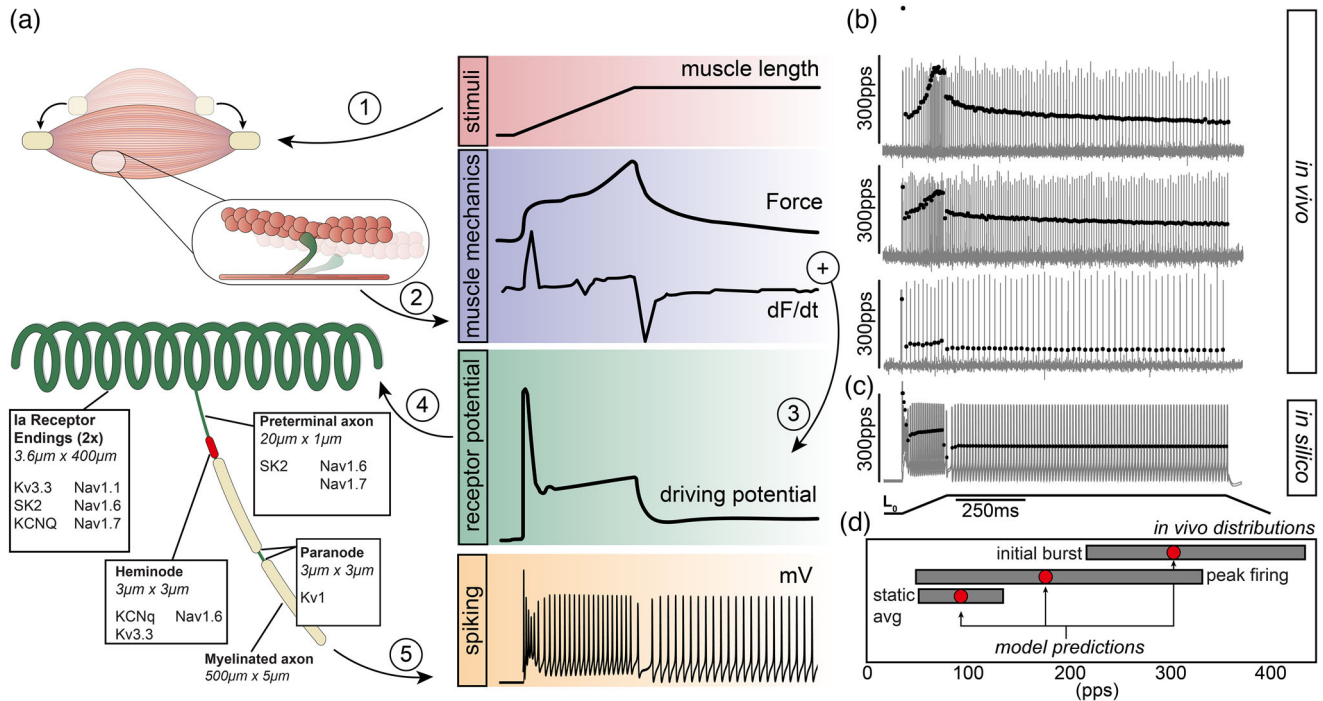 (a)
1
2
stimuli
muscle length
muscle mechanics
Force
+
dF/dt
receptor potential
3
driving potential
4
Ia Receptor
Endings (2x)
3.6µm x 400µm
Kv3.3 Nav1.1
SK2 Nav1.6
KCNQ Nav1.7
Preterminal axon
20µm x 1µm
SK2 Nav1.6
Nav1.7
Heminode
3µm x 3µm
KCNq Nav1.6
Kv3.3
Paranode
3µm x 3µm
Kv1
Myelinated axon
500µm x 5µm
5
spiking
mV
(b)
300pps
300pps
300pps
in vivo
(c)
300pps
in silico
L0
250ms
(d)
in vivo distributions
initial burst
peak firing
static
avg
model predictions
0 100 200 300 400
(pps)